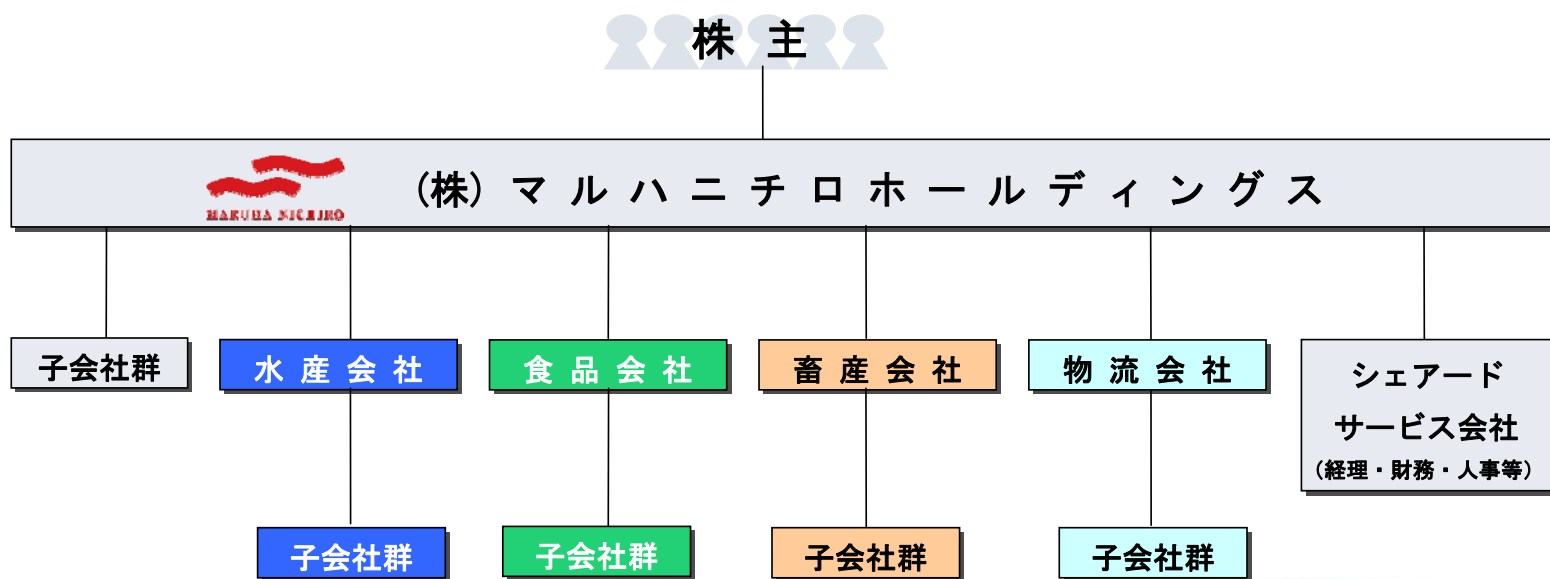 株 主
MARUHA NICHIRO
(株) マルハニチロホールディングス
子会社群
水産会社
食品会社
畜産会社
物流会社
シェアード
サービス会社
(経理・財務・人事等)
子会社群
子会社群
子会社群
子会社群